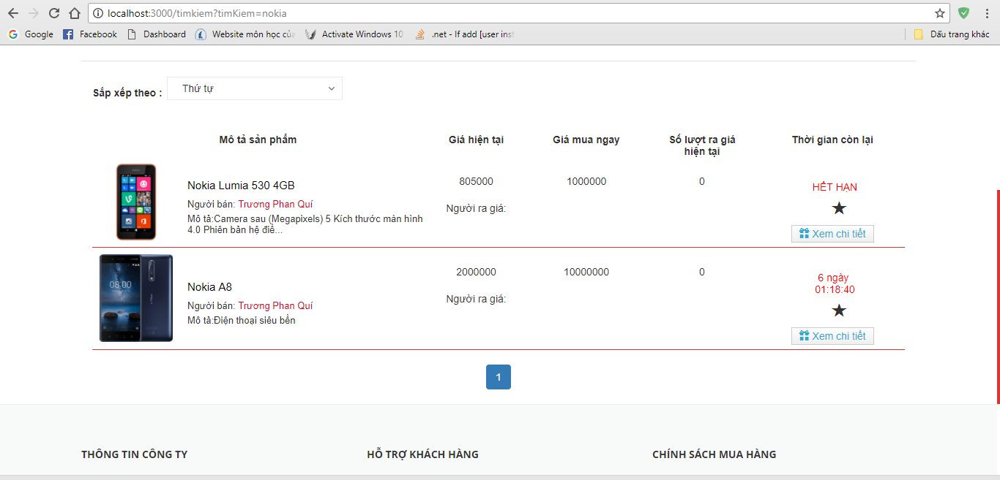 localhost:3000/timkiem?timKiem=nokia
Google Facebook Dashboard Website môn học củ Activate Windows 10 .net - If add [user inst Dấu trang khác
Sắp xếp theo : Thứ tự
Mô tả sản phẩm Giá hiện tại Giá mua ngay Số lượt ra giá hiện tại Thời gian còn lại
Nokia Lumia 530 4GB
Người bán: Trương Phan Quí
Mô tả:Camera sau (Megapixels) 5 Kích thước màn hình
4.0 Phiên bản hệ điề...
805000
Người ra giá:
1000000
0
HẾT HẠN
Xem chi tiết
08:00
Nokia A8
Người bán: Trương Phan Quí
Mô tả:Điện thoại siêu bền
2000000
Người ra giá:
10000000
0
6 ngày
01:18:40
Xem chi tiết
1
THÔNG TIN CÔNG TY HỖ TRỢ KHÁCH HÀNG CHÍNH SÁCH MUA HÀNG